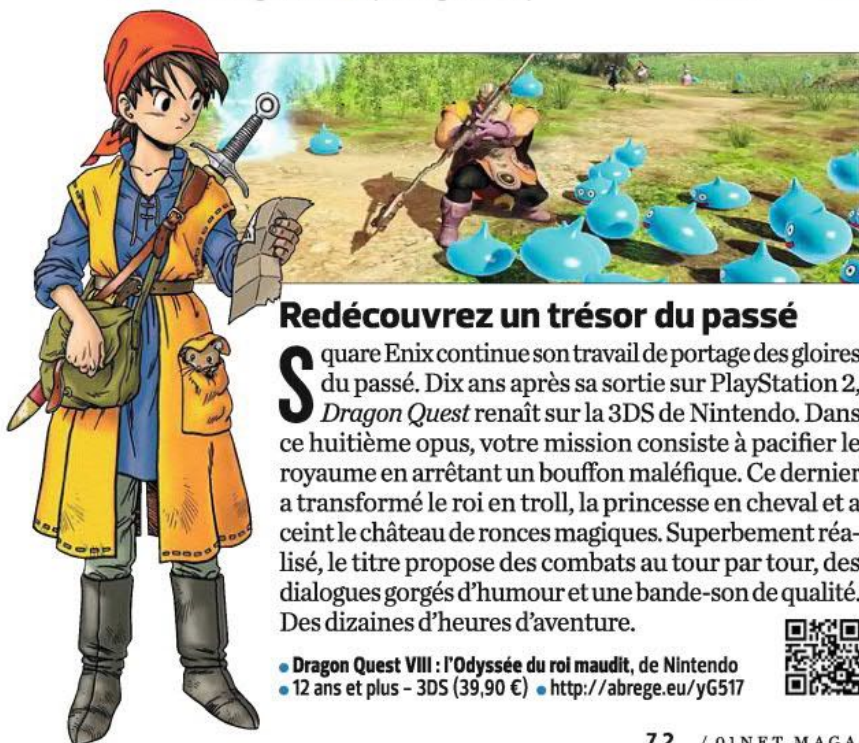 Redécouvrez un trésor du passé
Square Enix continue son travail de portage des gloires
du passé. Dix ans après sa sortie sur PlayStation 2,
Dragon Quest renaît sur la 3DS de Nintendo. Dans
ce huitième opus, votre mission consiste à pacifier le
royaume en arrêtant un bouffon maléfique. Ce dernier
a transformé le roi en troll, la princesse en cheval et a
ceint le château de ronces magiques. Superbement réa-
lisé, le titre propose des combats au tour par tour, des
dialogues gorgés d'humour et une bande-son de qualité.
Des dizaines d'heures d'aventure.
• Dragon Quest VIII : l'Odyssée du roi maudit, de Nintendo
• 12 ans et plus – 3DS (39,90 €) • http://abrege.eu/yG517